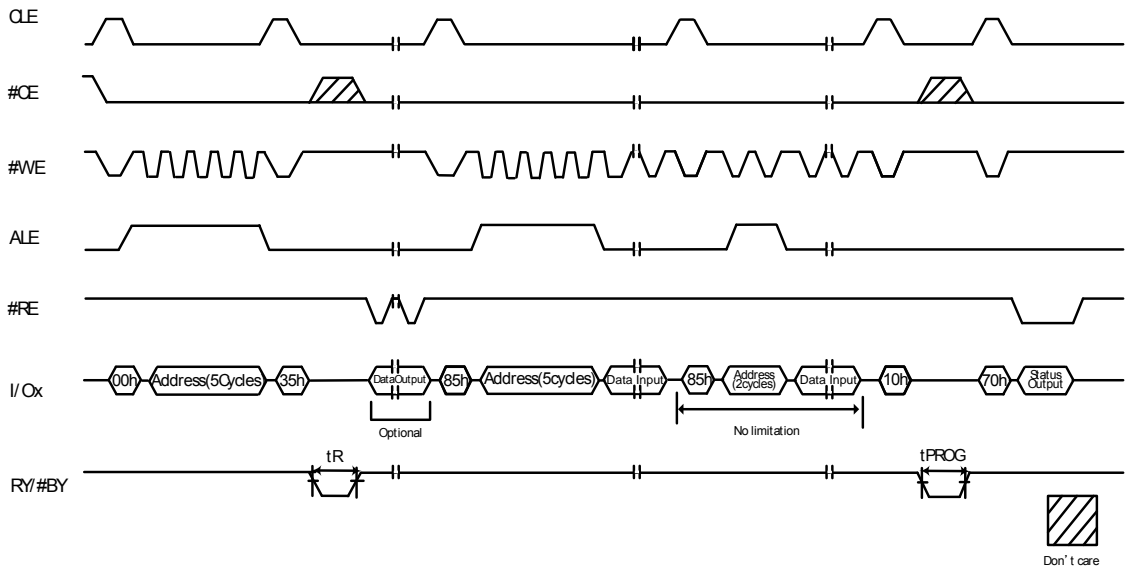 CLE
#CE
#WE
ALE
#RE
I/Ox
00h
Address(5Cycles)
35h
DataOutput
85h
Address(5cycles)
Data Input
85h
Address
(2cycles)
Data Input
10h
70h
Status
Output
Optional
No limitation
tR
tPROG
RY/#BY
Don't care